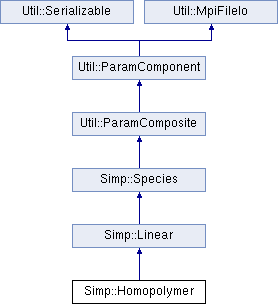 Util::Serializable
Util::MpiFileIo
Util::ParamComponent
Util::ParamComposite
Simp::Species
Simp::Linear
Simp::Homopolymer